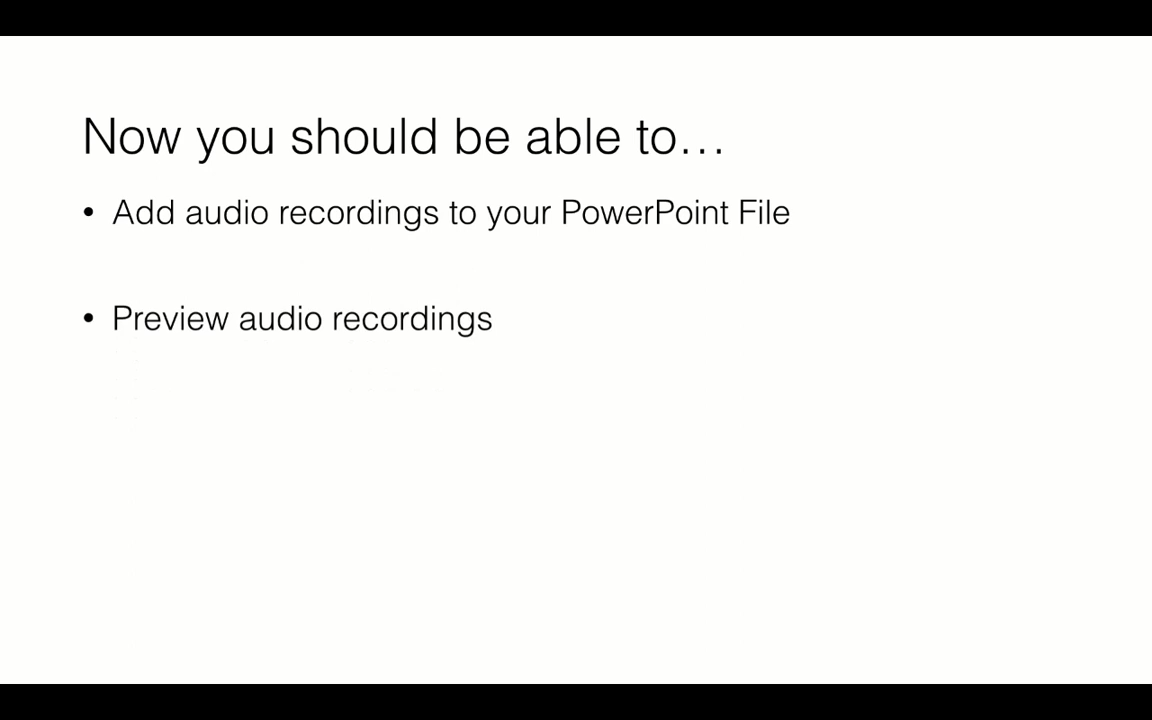 Now you should be able to…
• Add audio recordings to your PowerPoint File
• Preview audio recordings